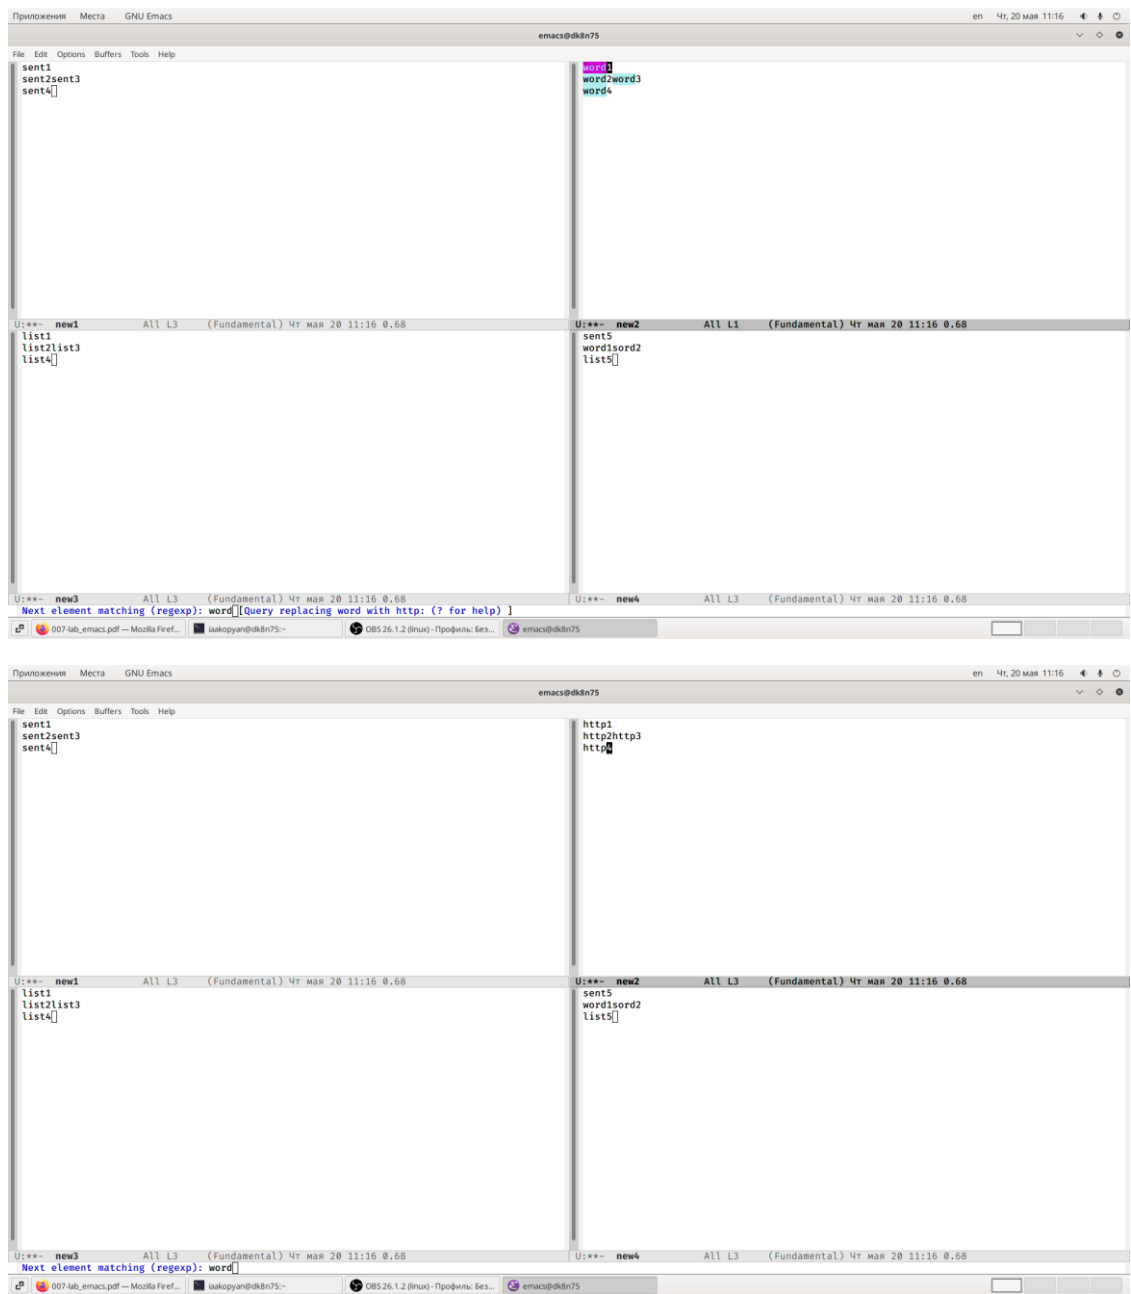 Приложения Места GNU Emacs en Чт, 20 мая 11:16
emacs@dk8n75
File Edit Options Buffers Tools Help
sent1
sent2sent3
sent4
word1
word2word3
word4
U:**- new1 All L3 (Fundamental) Чт мая 20 11:16 0.68
U:**- new2 All L1 (Fundamental) Чт мая 20 11:16 0.68
list1
list2list3
list4
sent5
word1sord2
list5
U:**- new3 All L3 (Fundamental) Чт мая 20 11:16 0.68
U:**- new4 All L3 (Fundamental) Чт мая 20 11:16 0.68
Next element matching (regexp): word[Query replacing word with http: (? for help) ]
007-lab_emacs.pdf — Mozilla Firef... iaakopyan@dk8n75:~ OBS 26.1.2 (linux) - Профиль: Без... emacs@dk8n75
Приложения Места GNU Emacs en Чт, 20 мая 11:16
emacs@dk8n75
File Edit Options Buffers Tools Help
sent1
sent2sent3
sent4
http1
http2http3
http4
U:**- new1 All L3 (Fundamental) Чт мая 20 11:16 0.68
U:**- new2 All L3 (Fundamental) Чт мая 20 11:16 0.68
list1
list2list3
list4
sent5
word1sord2
list5
U:**- new3 All L3 (Fundamental) Чт мая 20 11:16 0.68
U:**- new4 All L3 (Fundamental) Чт мая 20 11:16 0.68
Next element matching (regexp): word
007-lab_emacs.pdf — Mozilla Firef... iaakopyan@dk8n75:~ OBS 26.1.2 (linux) - Профиль: Без... emacs@dk8n75